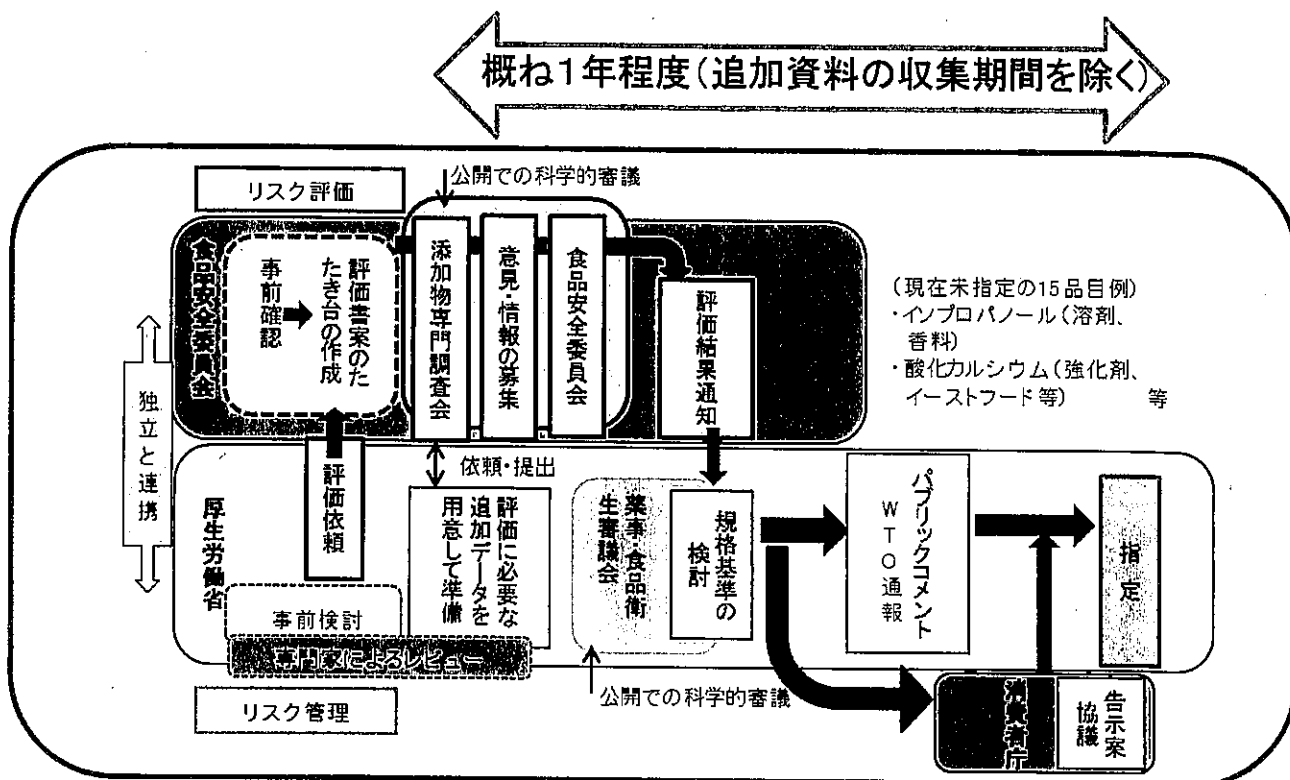 概ね１年程度（追加資料の収集期間を除く）
リスク評価
公開での科学的審議
食品安全委員会
事前確認
評価書案のた
たき台の作成
添加物専門調査会
意見・情報の募集
食品安全委員会
評価結果通知
（現在未指定の15品目例）
・イソプロパノール（溶剤、
香料）
・酸化カルシウム（強化剤、
イーストフード等）　　等
独立と連携
厚生労働省
評価依頼
依頼・提出
評価に必要な
追加データを
用意して準備
薬事・食品衛
生審議会
規格基準の
検討
パブリックコメント
ＷＴＯ通報
指定
事前検討
専門家によるレビュー
リスク管理
公開での科学的審議
消費者庁
告示案
協議